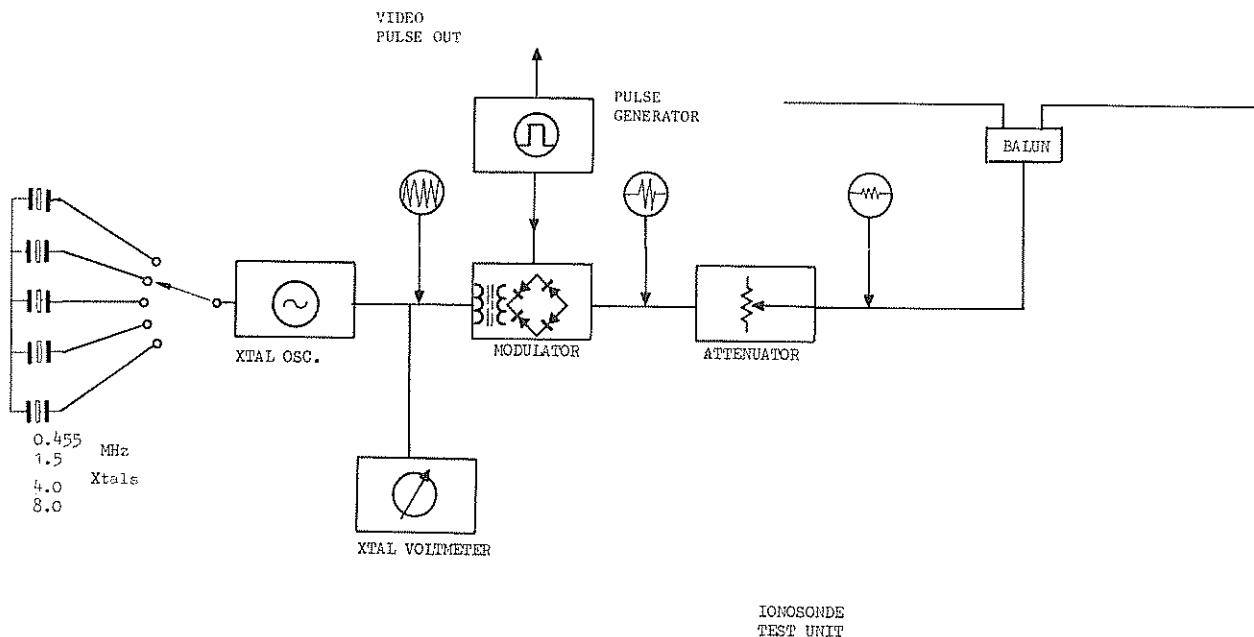 VIDEO
PULSE OUT
PULSE
GENERATOR
BALUN
XTAL OSC.
MODULATOR
ATTENUATOR
0.455
1.5
4.0
8.0
MHz
Xtals
XTAL VOLTMETER
IONOSONDE
TEST UNIT